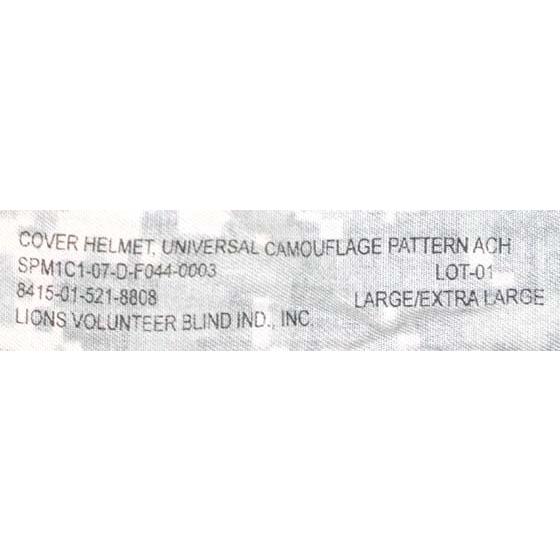 COVER HELMET, UNIVERSAL CAMOUFLAGE PATTERN ACH
SPM1C1-07-D-F044-0003 LOT-01
8415-01-521-8808 LARGE/EXTRA LARGE
LIONS VOLUNTEER BLIND IND., INC.